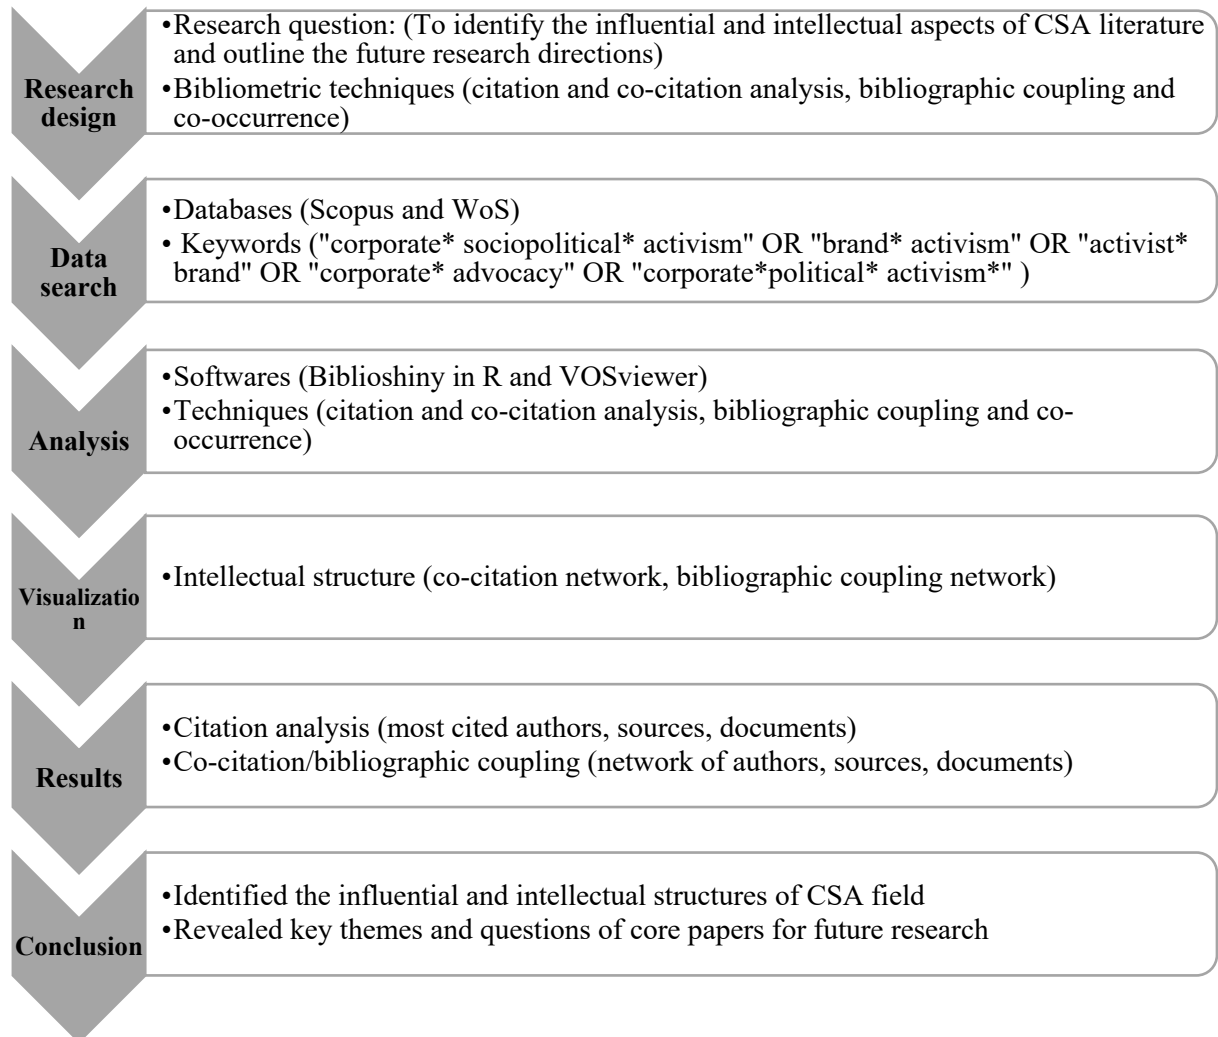 Research
design
•Research question: (To identify the influential and intellectual aspects of CSA literature
and outline the future research directions)
•Bibliometric techniques (citation and co-citation analysis, bibliographic coupling and
co-occurrence)
Data
search
•Databases (Scopus and WoS)
• Keywords ("corporate* sociopolitical* activism" OR "brand* activism" OR "activist*
brand" OR "corporate* advocacy" OR "corporate*political* activism*" )
Analysis
•Softwares (Biblioshiny in R and VOSviewer)
•Techniques (citation and co-citation analysis, bibliographic coupling and co-
occurrence)
Visualizatio
n
•Intellectual structure (co-citation network, bibliographic coupling network)
Results
•Citation analysis (most cited authors, sources, documents)
•Co-citation/bibliographic coupling (network of authors, sources, documents)
Conclusion
•Identified the influential and intellectual structures of CSA field
•Revealed key themes and questions of core papers for future research